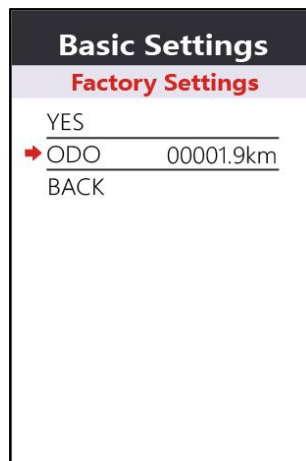 Basic Settings
Factory Settings
YES
ODO 00001.9km
BACK